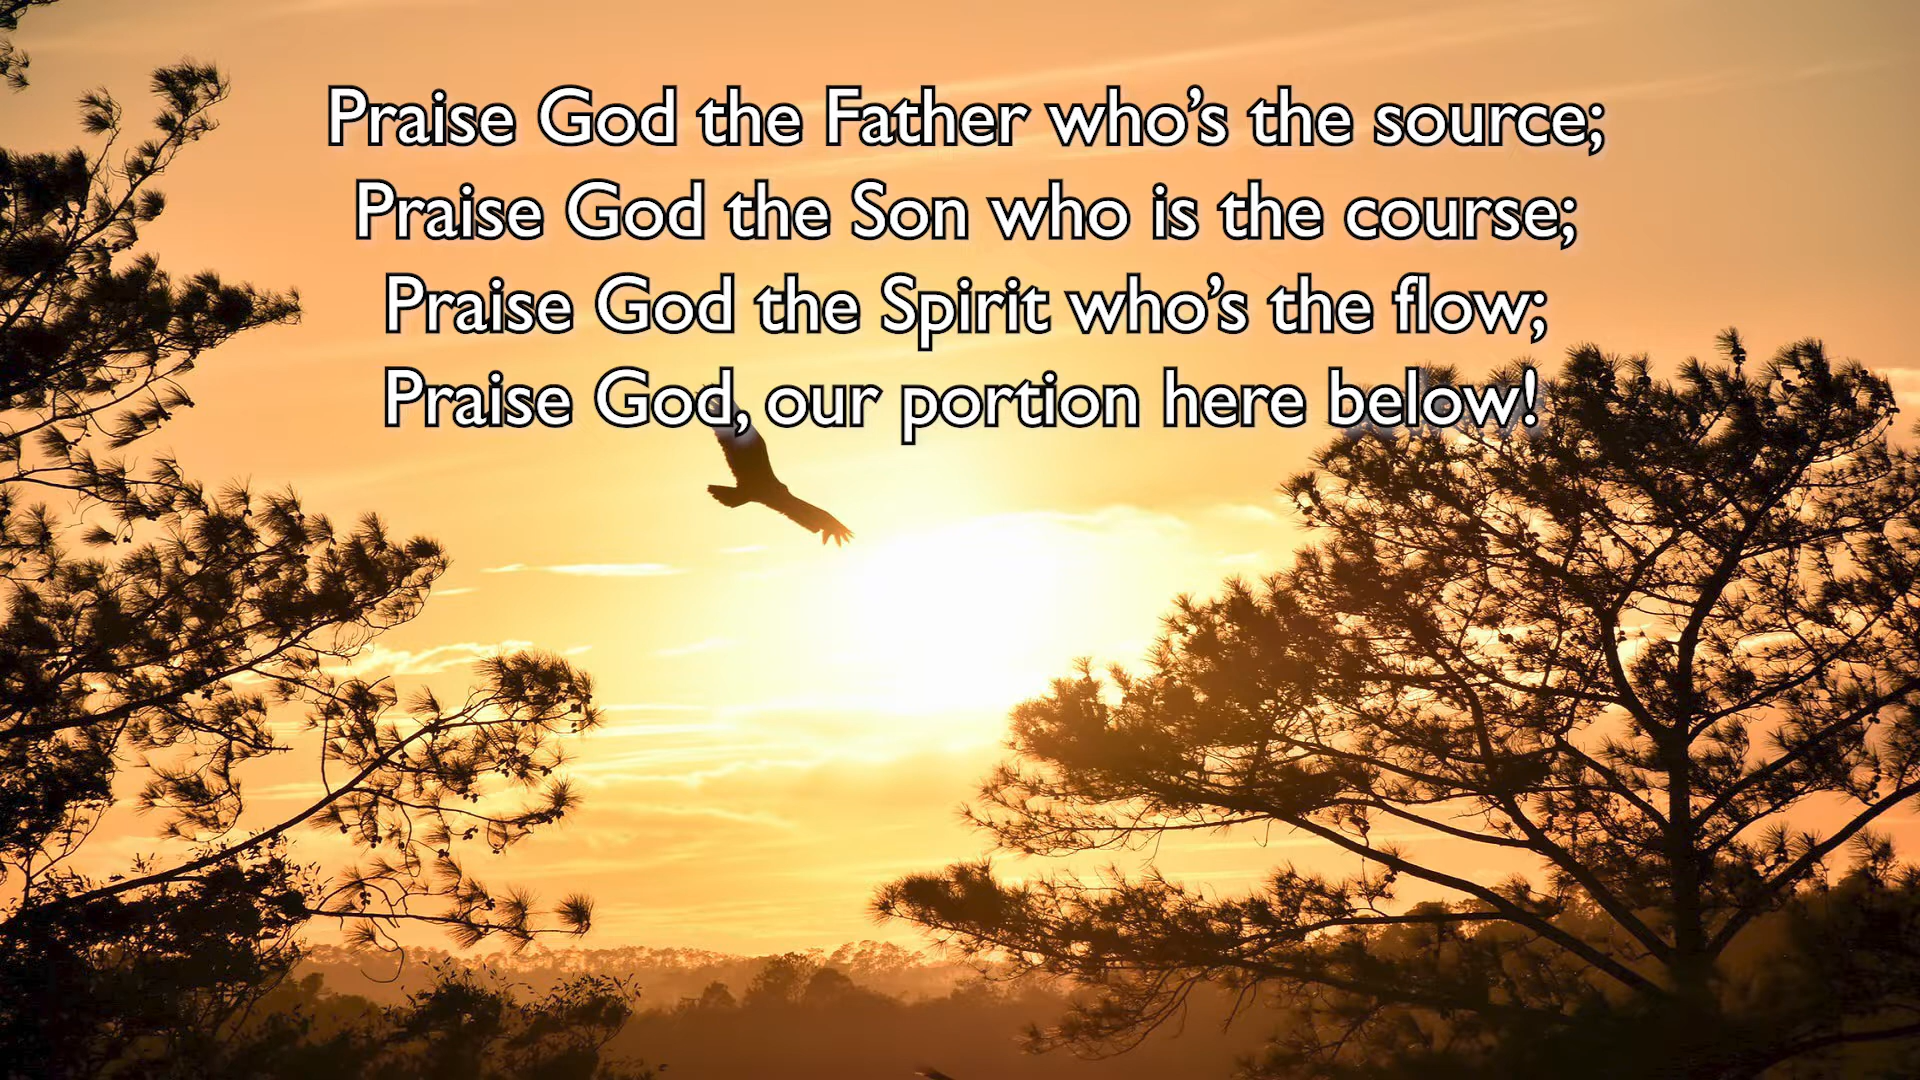 Praise God the Father who’s the source;
Praise God the Son who is the course;
Praise God the Spirit who’s the flow;
Praise God, our portion here below!